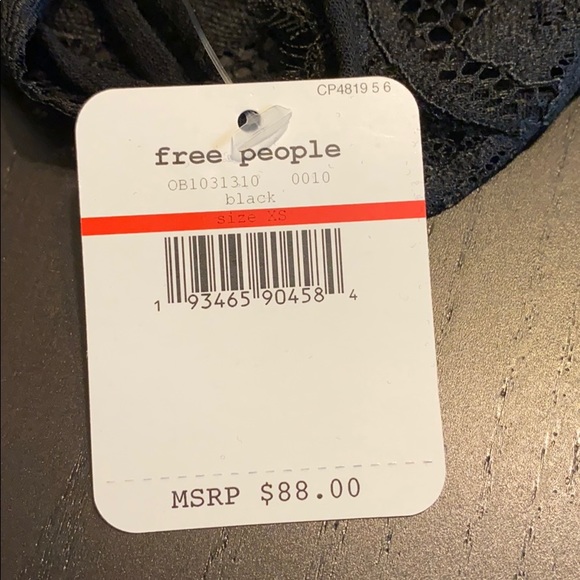 CP4819 5 6
free people
OB1031310 0010
black
size XS
1 93465 90458 4
MSRP $88.00